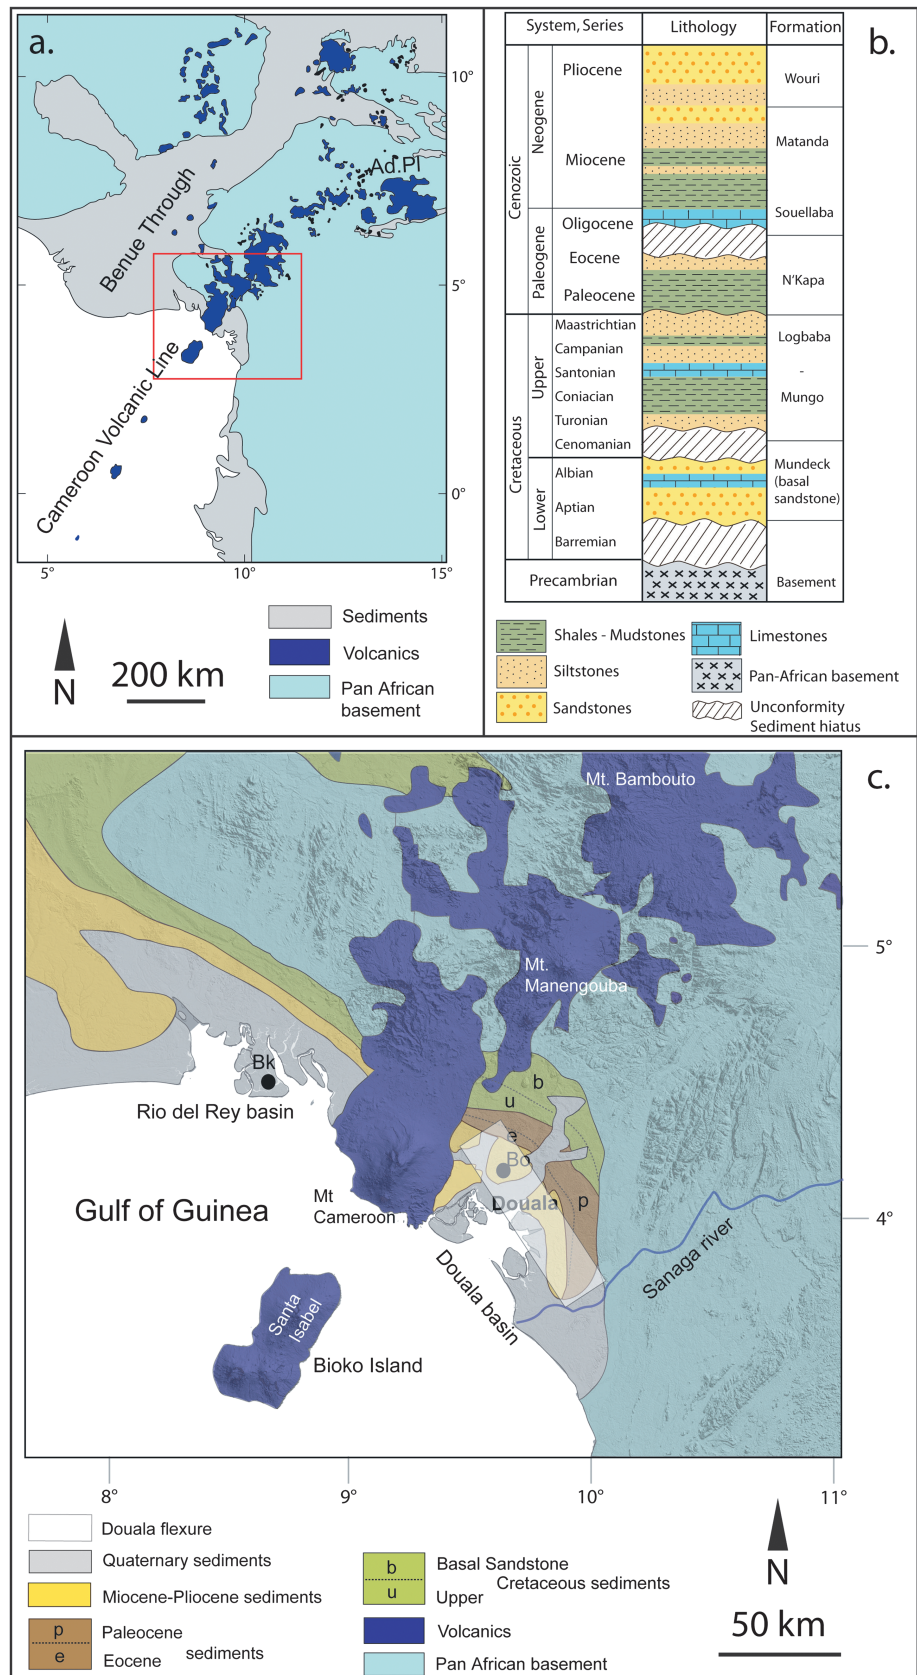 a.
10°
Ad.Pl
Benue Through
5°
Cameroon Volcanic Line
0°
5°
10°
15°
N
200 km
Sediments
Volcanics
Pan African
basement
b.
System, Series
Lithology
Formation
Cenozoic
Neogene
Pliocene
Miocene
Paleogene
Oligocene
Eocene
Paleocene
Cretaceous
Upper
Maastrichtian
Campanian
Santonian
Coniacian
Turonian
Cenomanian
Lower
Albian
Aptian
Barremian
Precambrian
Wouri
Matanda
Souellaba
N'Kapa
Logbaba
-
Mungo
Mundeck
(basal
sandstone)
Basement
Shales - Mudstones
Siltstones
Sandstones
Limestones
Pan-African basement
Unconformity
Sediment hiatus
c.
Mt. Bambouto
5°
Mt.
Manengouba
Bk
Rio del Rey basin
b
u
e
Bo
Douala
p
Mt
Cameroon
Gulf of Guinea
4°
Sanaga river
Douala basin
Santa
Isabel
Bioko Island
8°
9°
10°
11°
Douala flexure
Quaternary sediments
Miocene-Pliocene sediments
p
Paleocene
sediments
e
Eocene
b
Basal Sandstone
Cretaceous sediments
u
Upper
Volcanics
Pan African basement
N
50 km